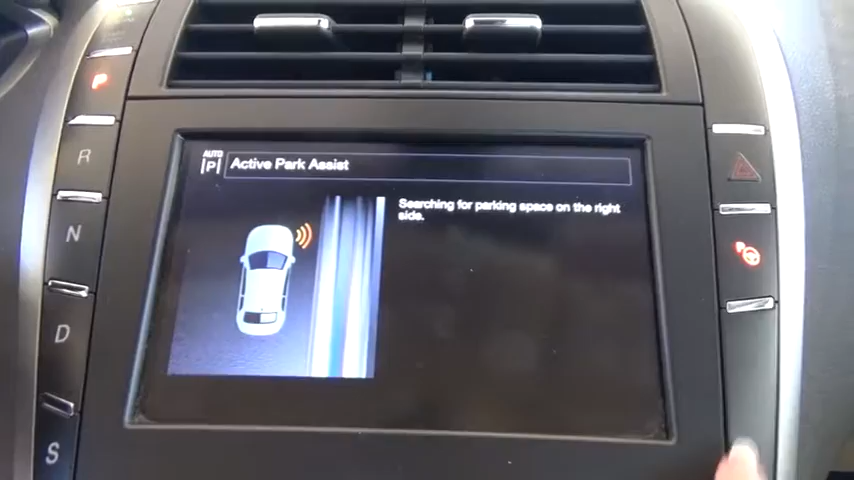 P
R
N
D
S
AUTO
P
Active Park Assist
Searching for parking space on the right
side.